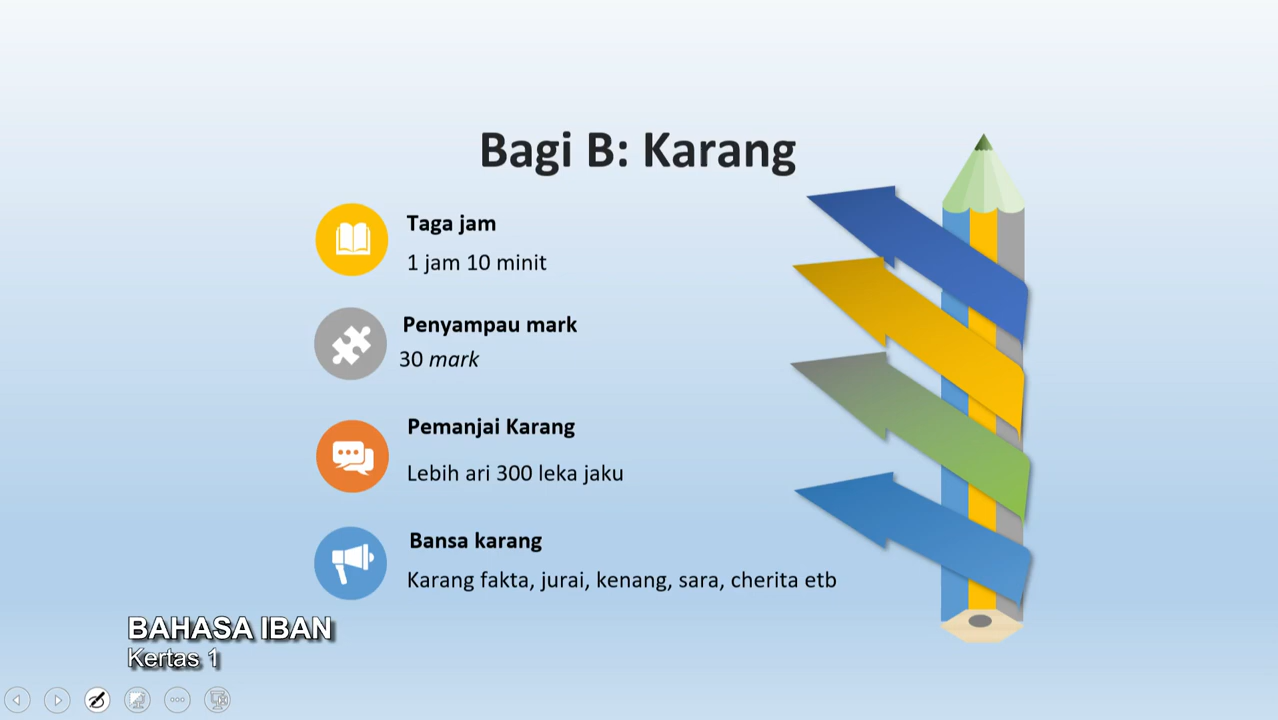 Bagi B: Karang
Taga jam
1 jam 10 minit
Penyampau mark
30 mark
Pemanjai Karang
Lebih ari 300 leka jaku
Bansa karang
Karang fakta, jurai, kenang, sara, cherita etb
BAHASA IBAN
Kertas 1